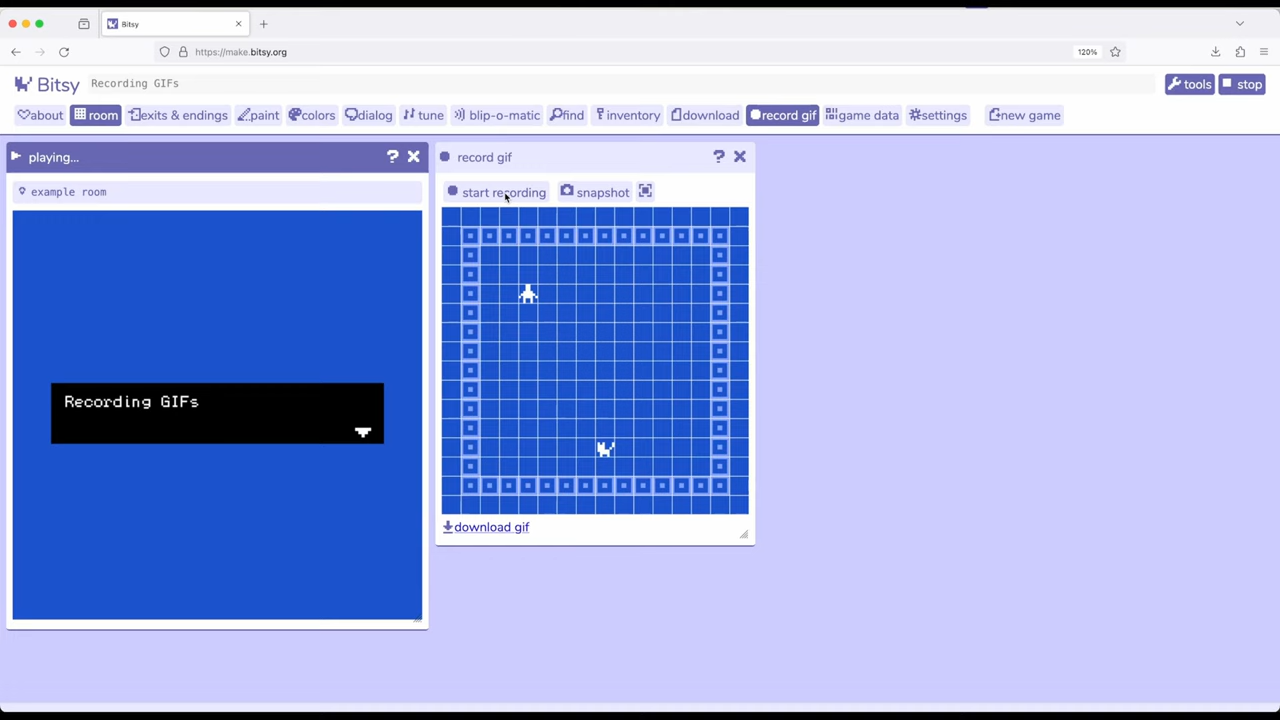 Bitsy
https://make.bitsy.org
120%
Bitsy
Recording GIFs
tools
stop
about
room
exits & endings
paint
colors
dialog
tune
blip-o-matic
find
inventory
download
record gif
game data
settings
new game
playing...
?
record gif
?
example room
start recording
snapshot
Recording GIFs
download gif